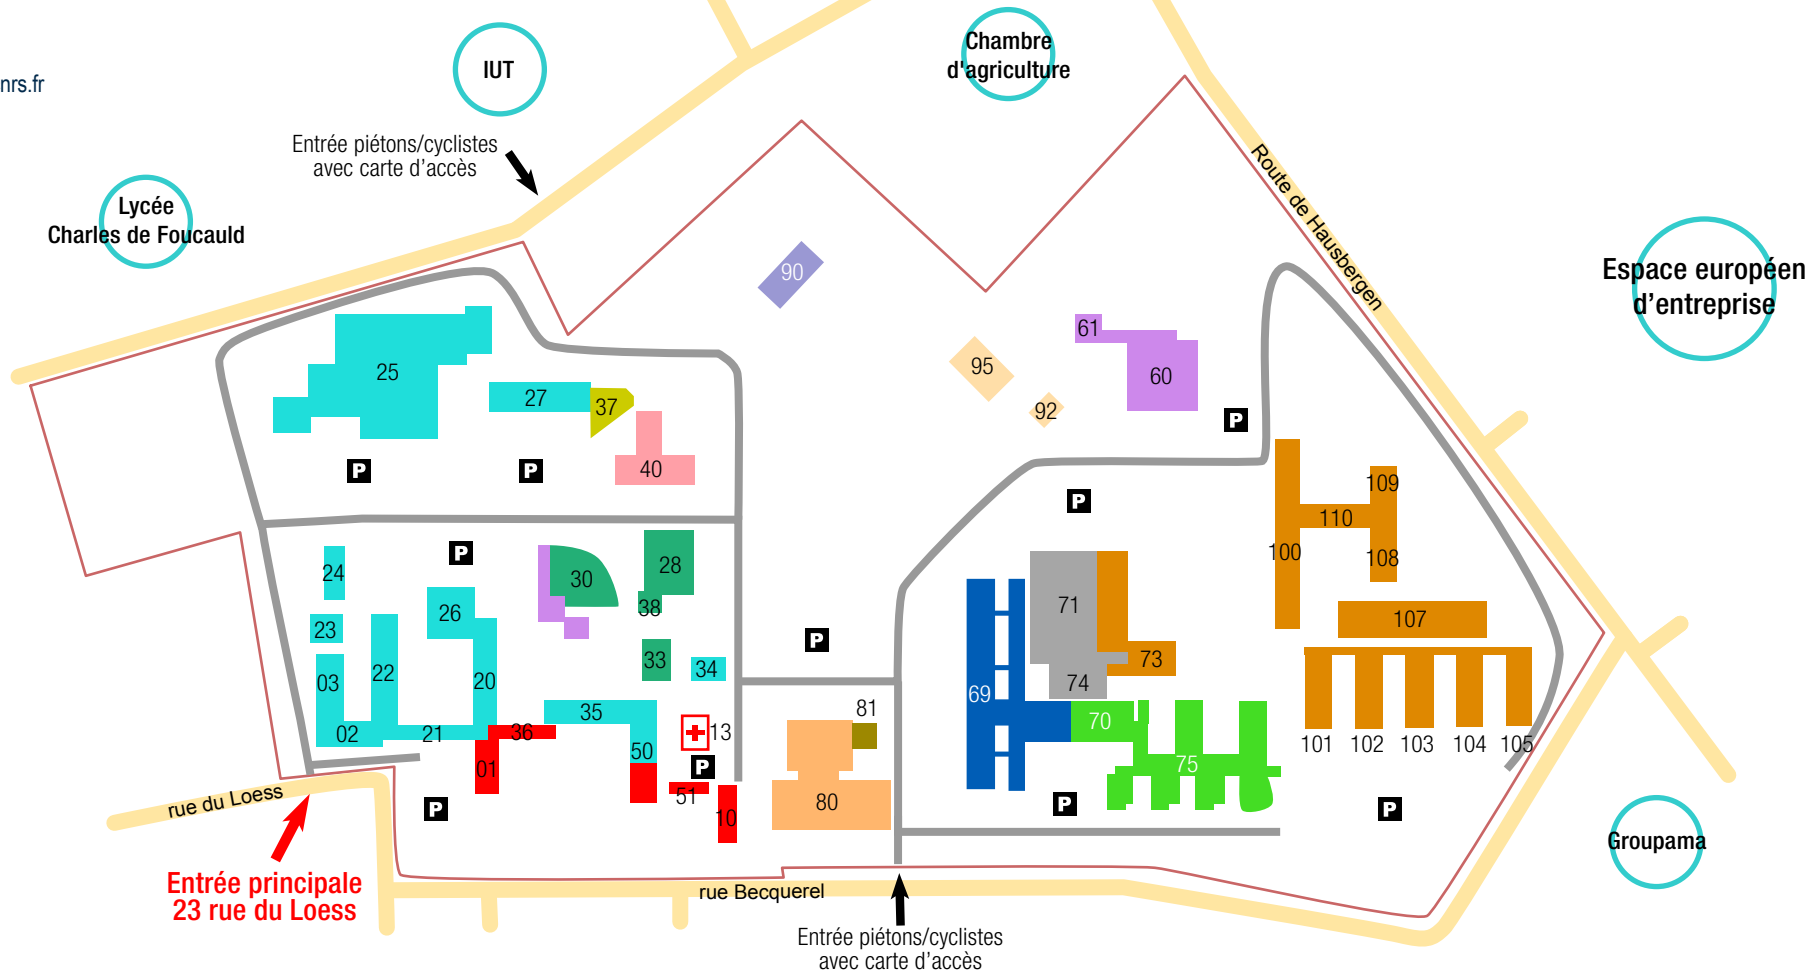 nrs.fr
IUT
Chambre
d'agriculture
Entrée piétons/cyclistes
avec carte d'accès
Lycée
Charles de Foucauld
Route de Hausbergen
Espace européen
d'entreprise
90
61
60
95
92
25
27
37
40
P
P
P
P
P
P
109
110
100
108
107
24
23
26
03
22
20
02
21
36
01
30
28
38
33
34
35
50
13
P
51
10
P
81
80
71
73
74
69
70
75
P
P
101
102
103
104
105
rue du Loess
Entrée principale
23 rue du Loess
rue Becquerel
Entrée piétons/cyclistes
avec carte d'accès
Groupama